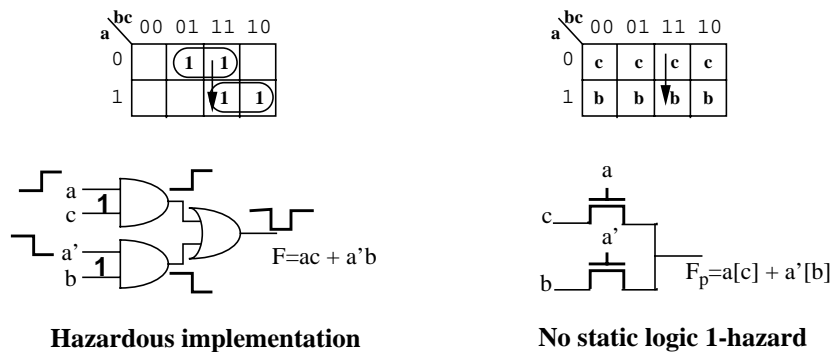 bc
a
00 01 11 10
0 1 1
1 1 1
a
c
1
a'
b
1
F=ac + a'b
Hazardous implementation
bc
a
00 01 11 10
0 c c c c
1 b b b b
a
c
a'
b
Fp=a[c] + a'[b]
No static logic 1-hazard